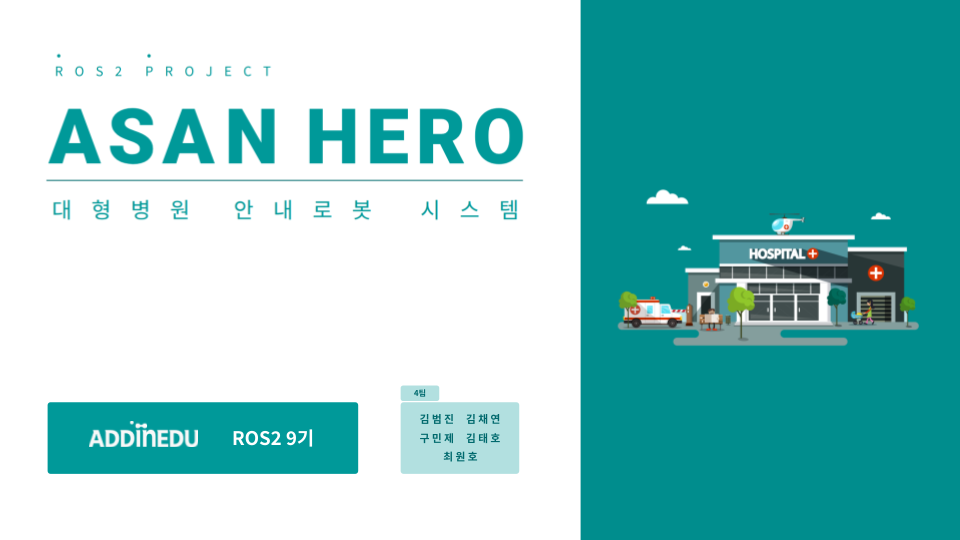 ROS2 PROJECT
ASAN HERO
대형병원 안내로봇 시스템
HOSPITAL
4팀
김범진 김채연
구민제 김태호
최원호
ADDinEDU ROS2 9기